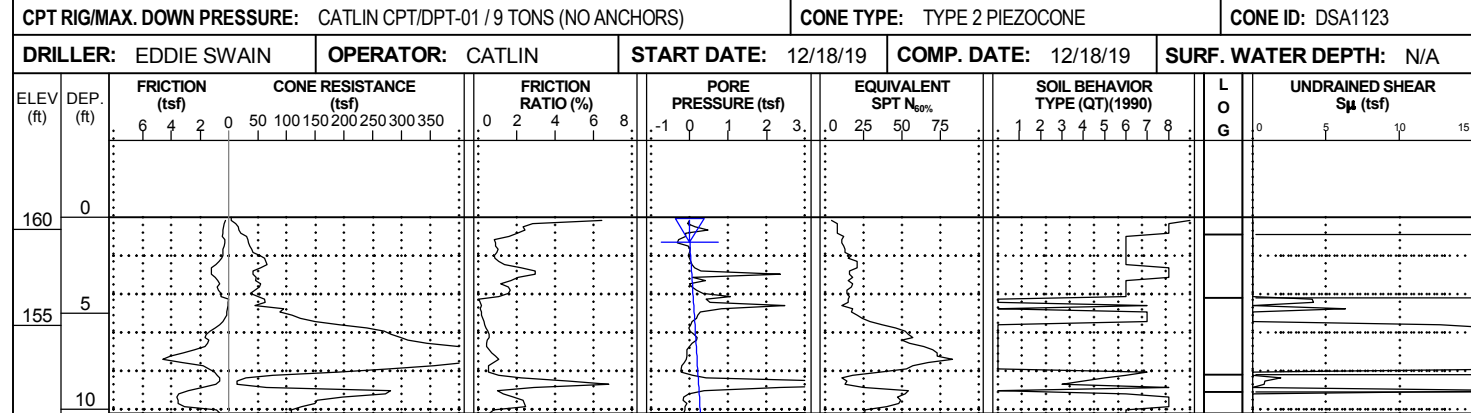 CPT RIG/MAX. DOWN PRESSURE: CATLIN CPT/DPT-01 / 9 TONS (NO ANCHORS) CONE TYPE: TYPE 2 PIEZOCONE CONE ID: DSA1123
DRILLER: EDDIE SWAIN OPERATOR: CATLIN START DATE: 12/18/19 COMP. DATE: 12/18/19 SURF. WATER DEPTH: N/A
ELEV (ft)
DEP. (ft)
FRICTION (tsf)
6 4 2 0
CONE RESISTANCE (tsf)
50 100 150 200 250 300 350
FRICTION RATIO (%)
0 2 4 6 8
PORE PRESSURE (tsf)
-1 0 1 2 3
EQUIVALENT SPT N60%
0 25 50 75
SOIL BEHAVIOR TYPE (QT)(1990)
1 2 3 4 5 6 7 8
LOG
UNDRAINED SHEAR Sµ (tsf)
0 5 10 15
0
160
5
155
10